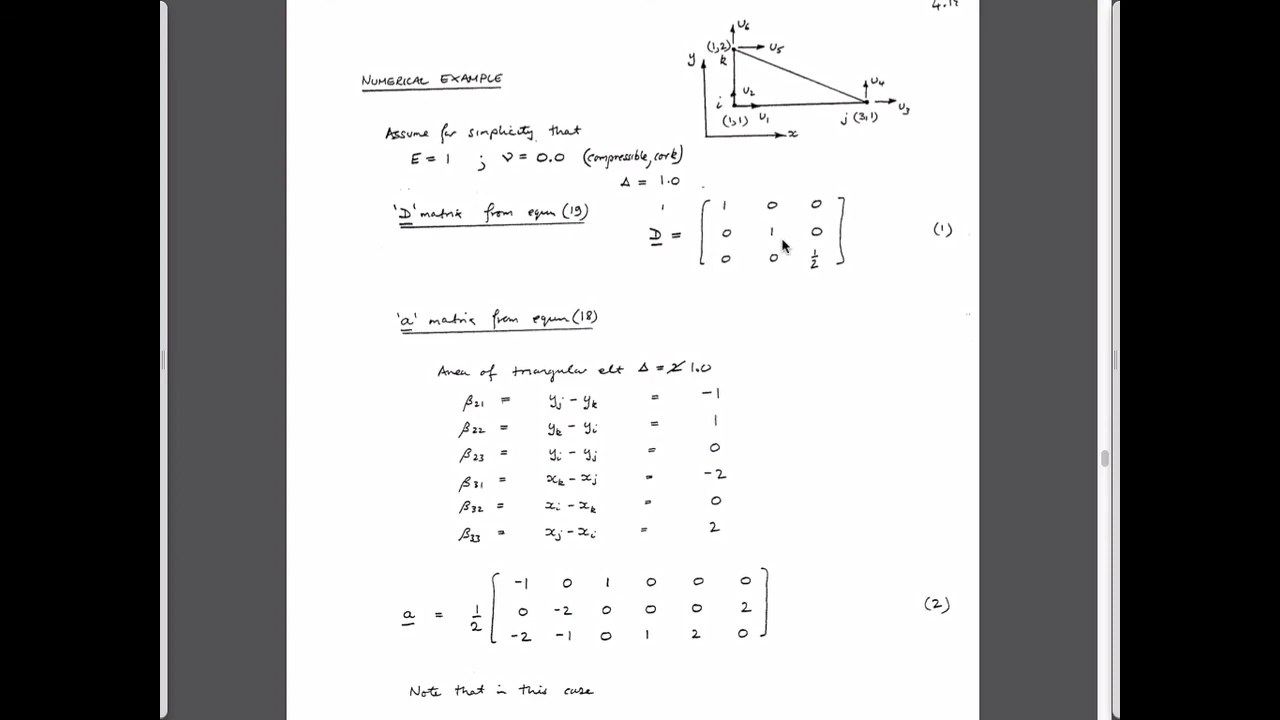 4.
NUMERICAL EXAMPLE
U6
(1,2) U5
y k
U4
U2
i
U3
(1,1) U1 j (3,1)
x
Assume for simplicity that
E = 1 ; ν = 0.0 (compressible, cork)
Δ = 1.0
'D' matrix from equn (19)
D = [ 1 0 0
0 1 0
0 0 1/2 ] (1)
'a' matrix from equn (18)
Area of triangular elt Δ = 2 1.0
β21 = yj - yk = -1
β22 = yk - yi = 1
β23 = yi - yj = 0
β31 = xk - xj = -2
β32 = xi - xk = 0
β33 = xj - xi = 2
a = 1/2 [ -1 0 1 0 0 0
0 -2 0 0 0 2
-2 -1 0 1 2 0 ] (2)
Note that in this case